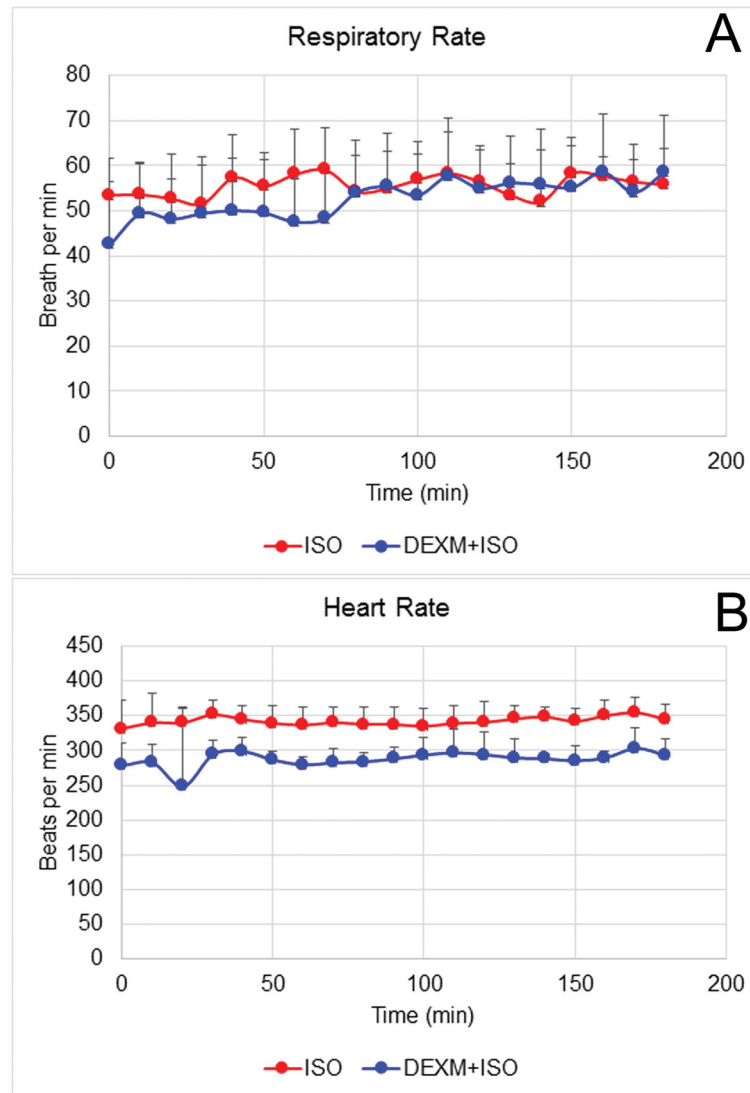 Respiratory Rate
A
80
70
60
50
40
30
20
10
0
Breath per min
0 50 100 150 200
Time (min)
ISO DEXM+ISO
Heart Rate
B
450
400
350
300
250
200
150
100
50
0
Beats per min
0 50 100 150 200
Time (min)
ISO DEXM+ISO